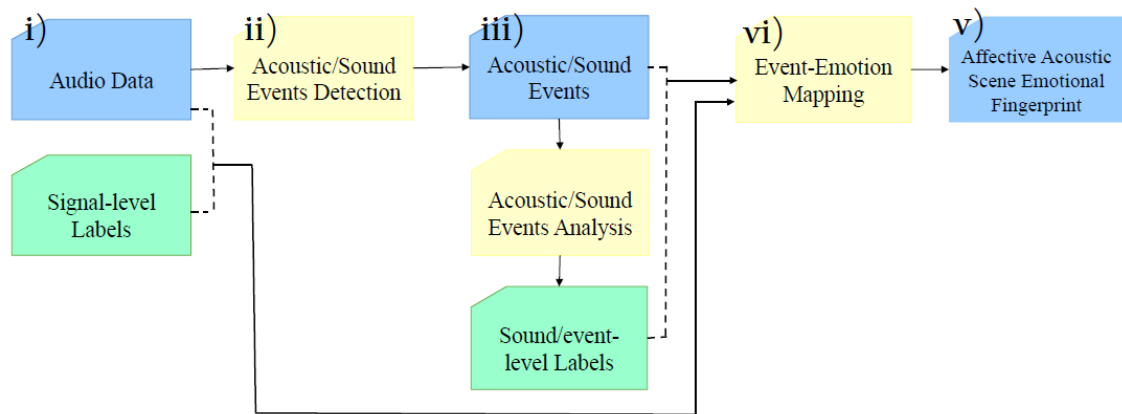 i)
Audio Data
ii)
Acoustic/Sound
Events Detection
iii)
Acoustic/Sound
Events
vi)
Event-Emotion
Mapping
v)
Affective Acoustic
Scene Emotional
Fingerprint
Signal-level
Labels
Acoustic/Sound
Events Analysis
Sound/event-
level Labels